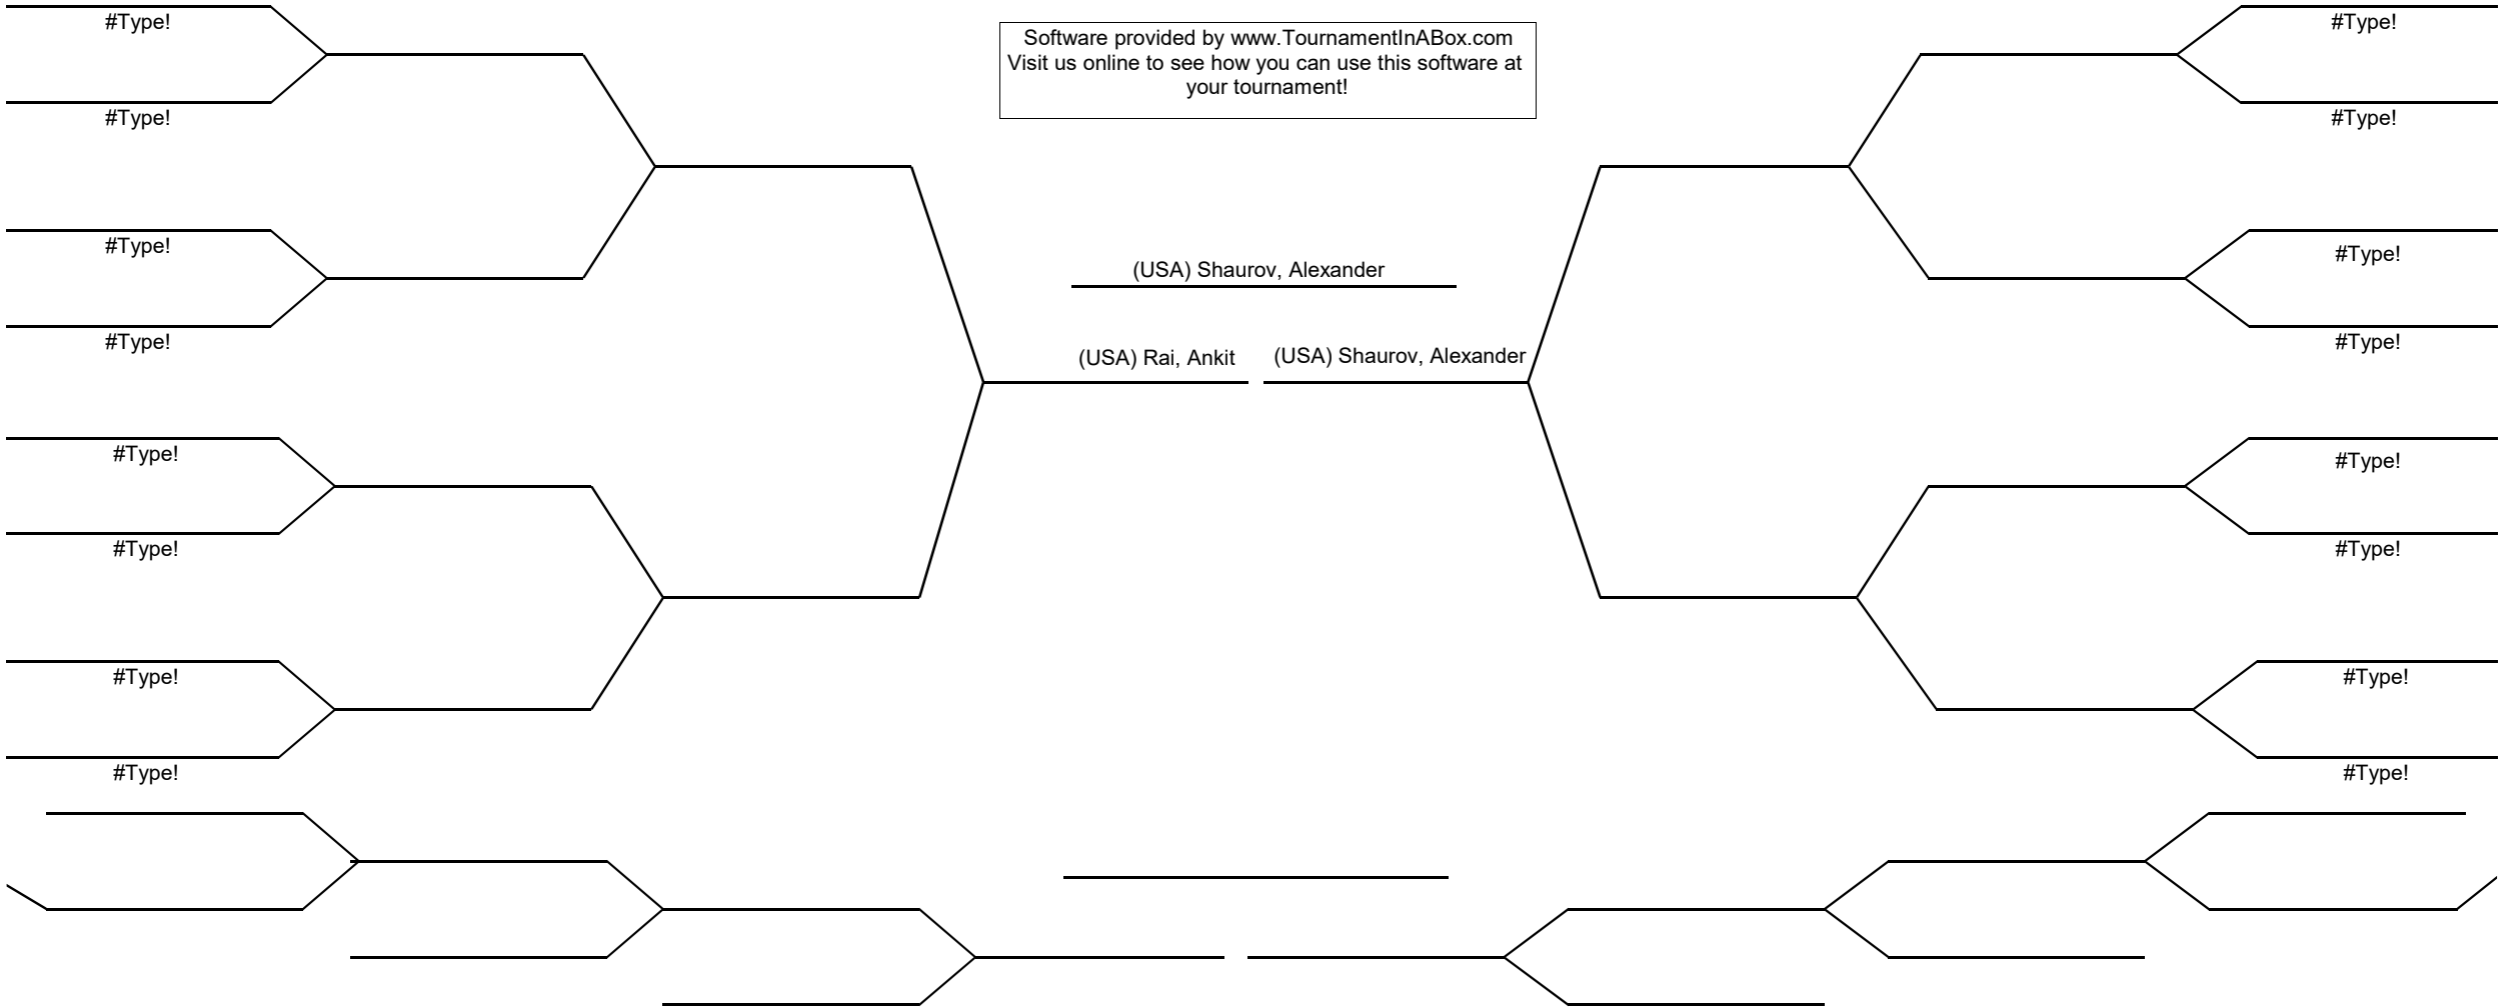 #Type!
#Type!
Software provided by www.TournamentInABox.com
Visit us online to see how you can use this software at
your tournament!
#Type!
#Type!
#Type!
#Type!
(USA) Shaurov, Alexander
#Type!
#Type!
(USA) Rai, Ankit
(USA) Shaurov, Alexander
#Type!
#Type!
#Type!
#Type!
#Type!
#Type!
#Type!
#Type!